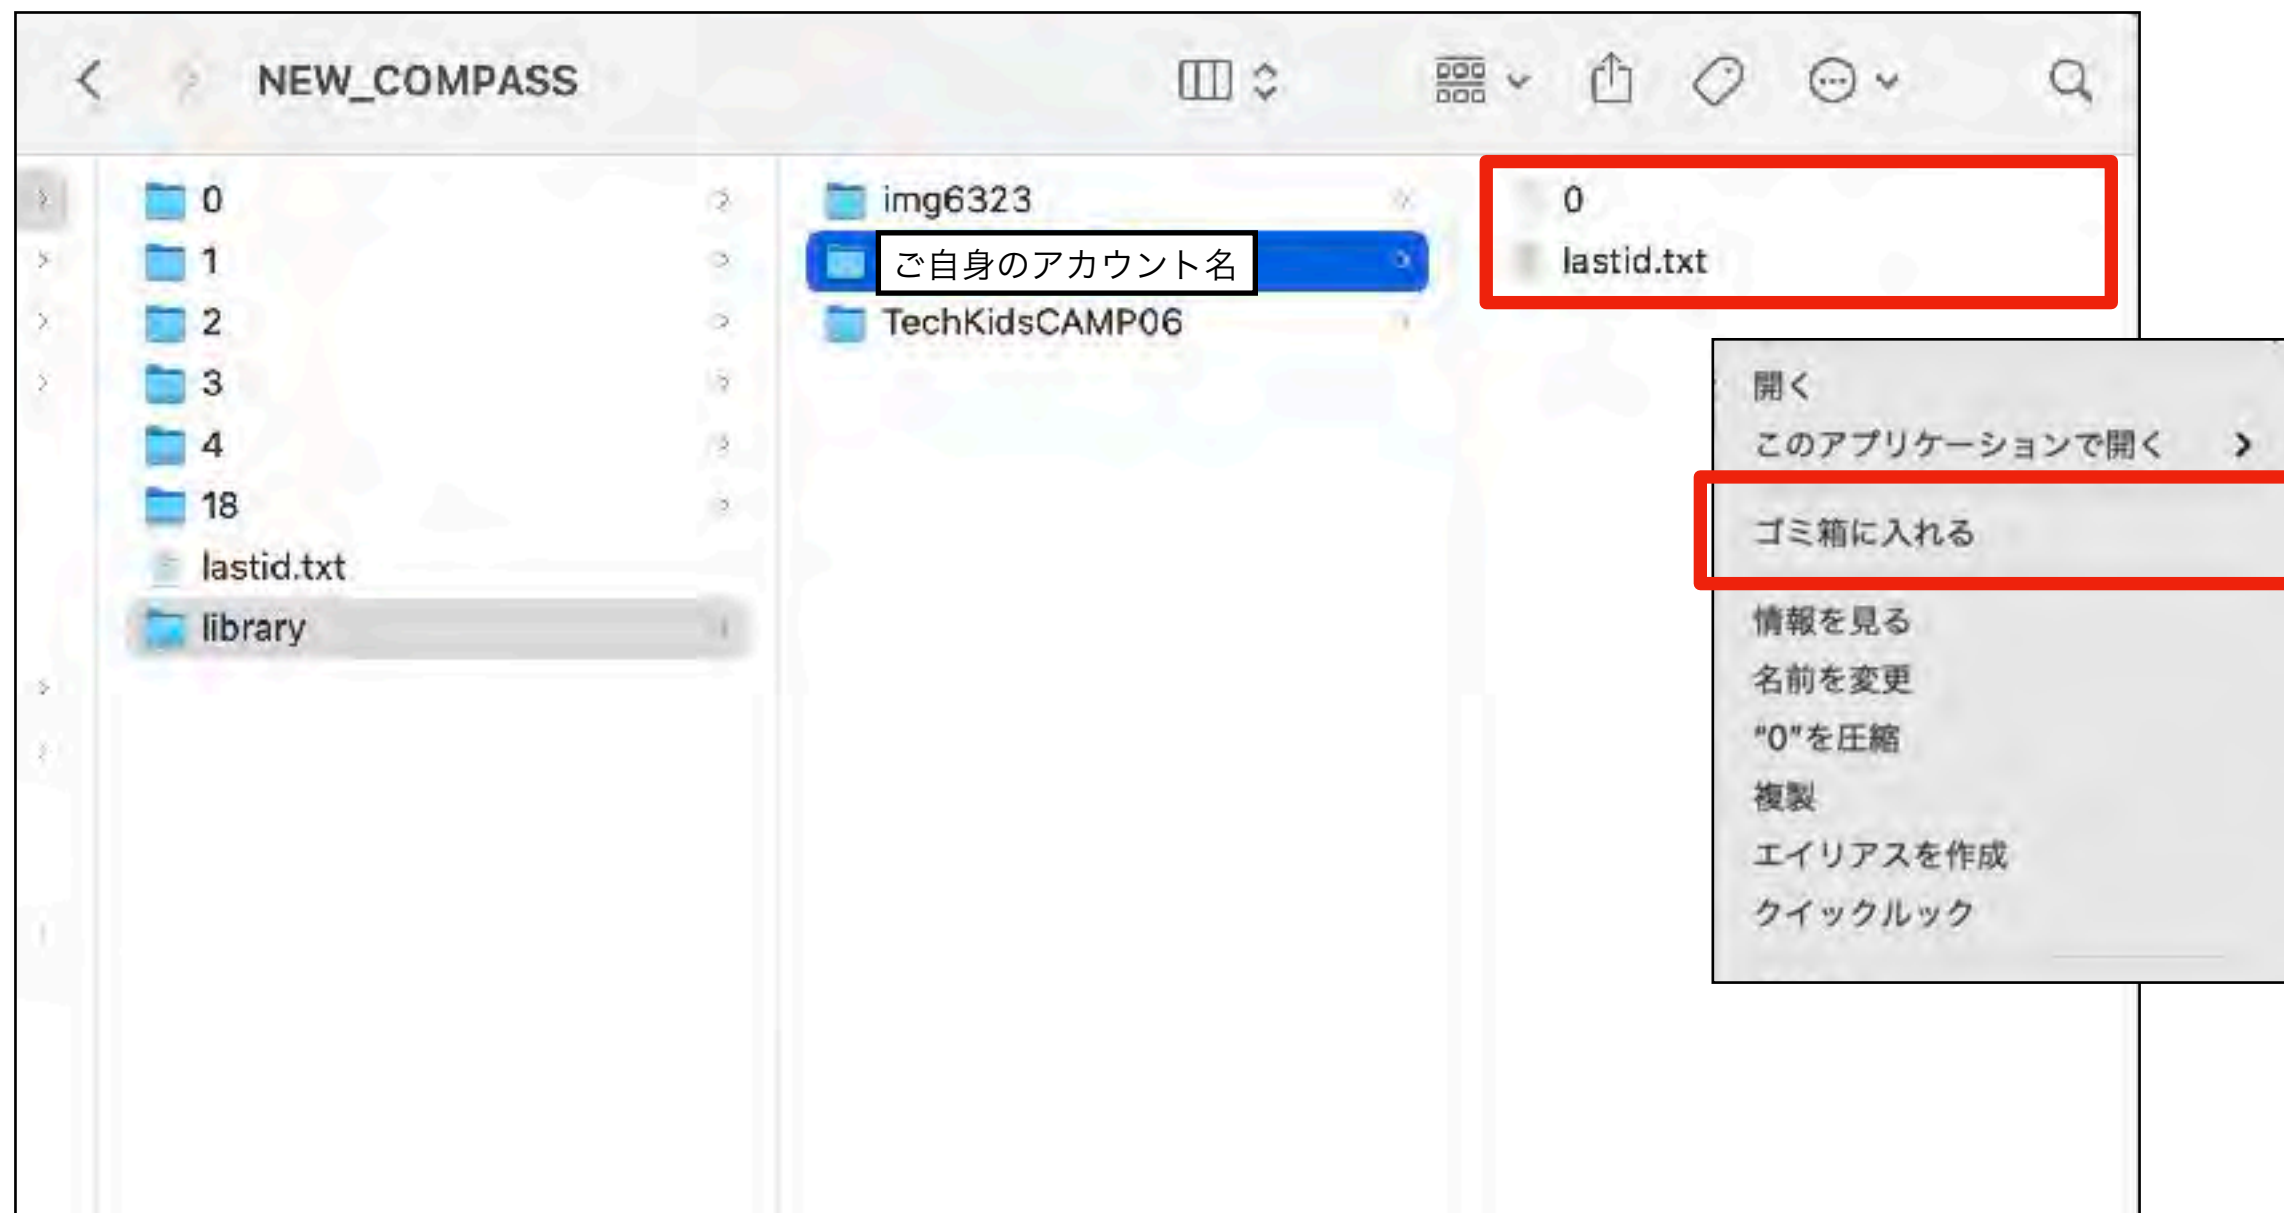 NEW_COMPASS
0
1
2
3
4
18
lastid.txt
library
img6323
ご自身のアカウント名
TechKidsCAMP06
0
lastid.txt
開く
このアプリケーションで開く
ゴミ箱に入れる
情報を見る
名前を変更
"0"を圧縮
複製
エイリアスを作成
クイックルック